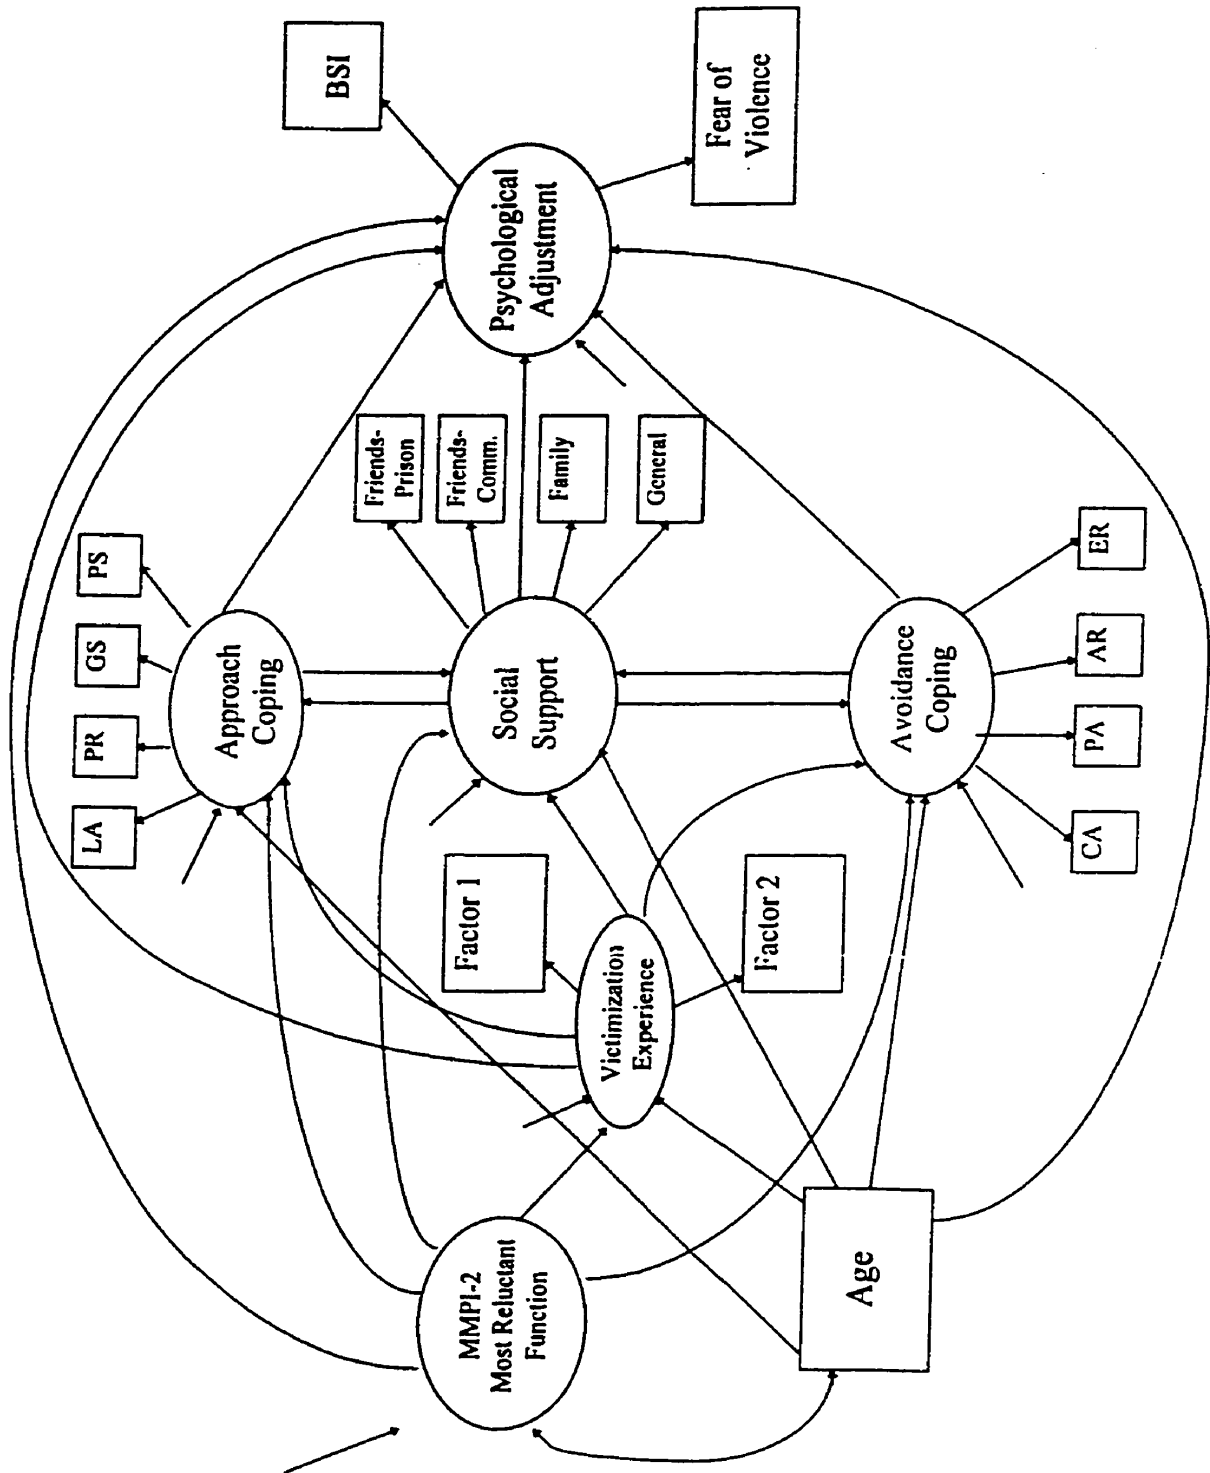 LA
PR
GS
PS
Approach
Coping
BSI
Friends-
Prison
Friends-
Comm.
Family
General
Psychological
Adjustment
Fear of
Violence
MMPI-2
Most Reluctant
Function
Factor 1
Victimization
Experience
Factor 2
Social
Support
Age
Avoidance
Coping
CA
PA
AR
ER